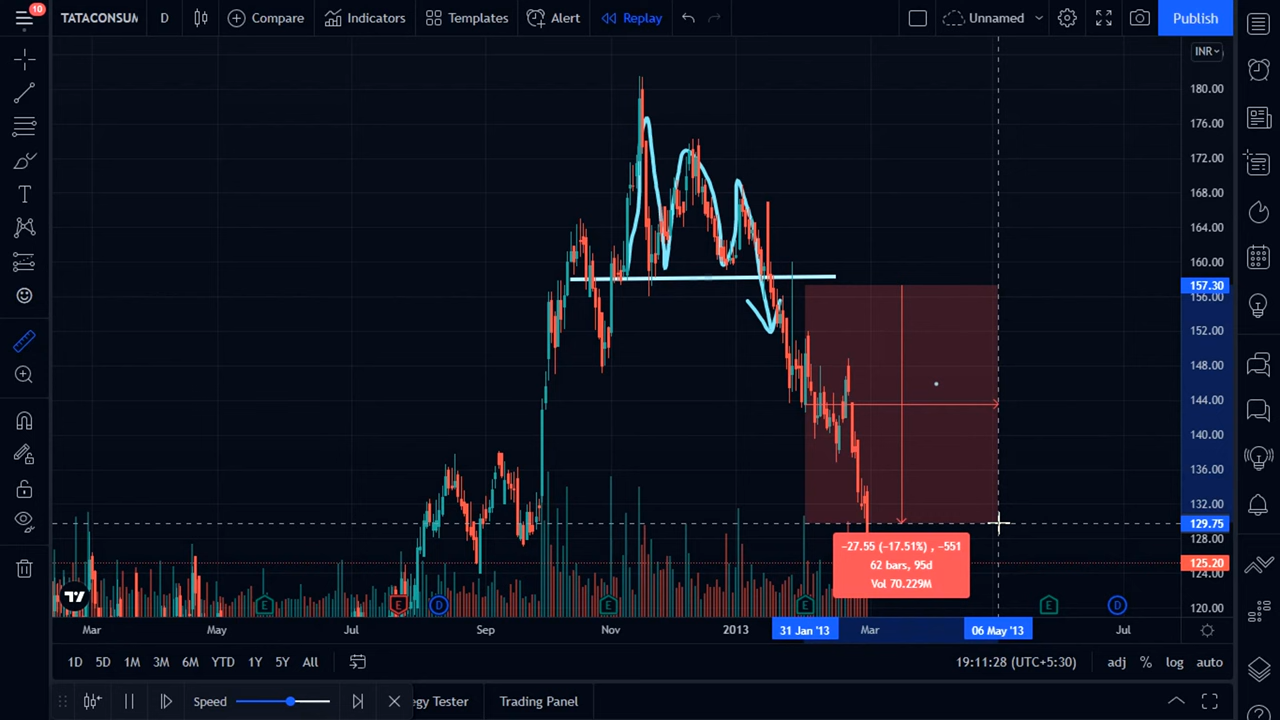 10
TATACONSUM
D
Compare
Indicators
Templates
Alert
Replay
Unnamed
Publish
INR
180.00
176.00
172.00
168.00
164.00
160.00
157.30
156.00
152.00
148.00
144.00
140.00
136.00
132.00
129.75
128.00
125.20
124.00
120.00
−27.55 (−17.51%) , −551
62 bars, 95d
Vol 70.229M
E
E
D
E
E
E
D
Mar
May
Jul
Sep
Nov
2013
31 Jan '13
Mar
06 May '13
Jul
1D
5D
1M
3M
6M
YTD
1Y
5Y
All
19:11:28 (UTC+5:30)
adj
%
log
auto
Speed
egy Tester
Trading Panel